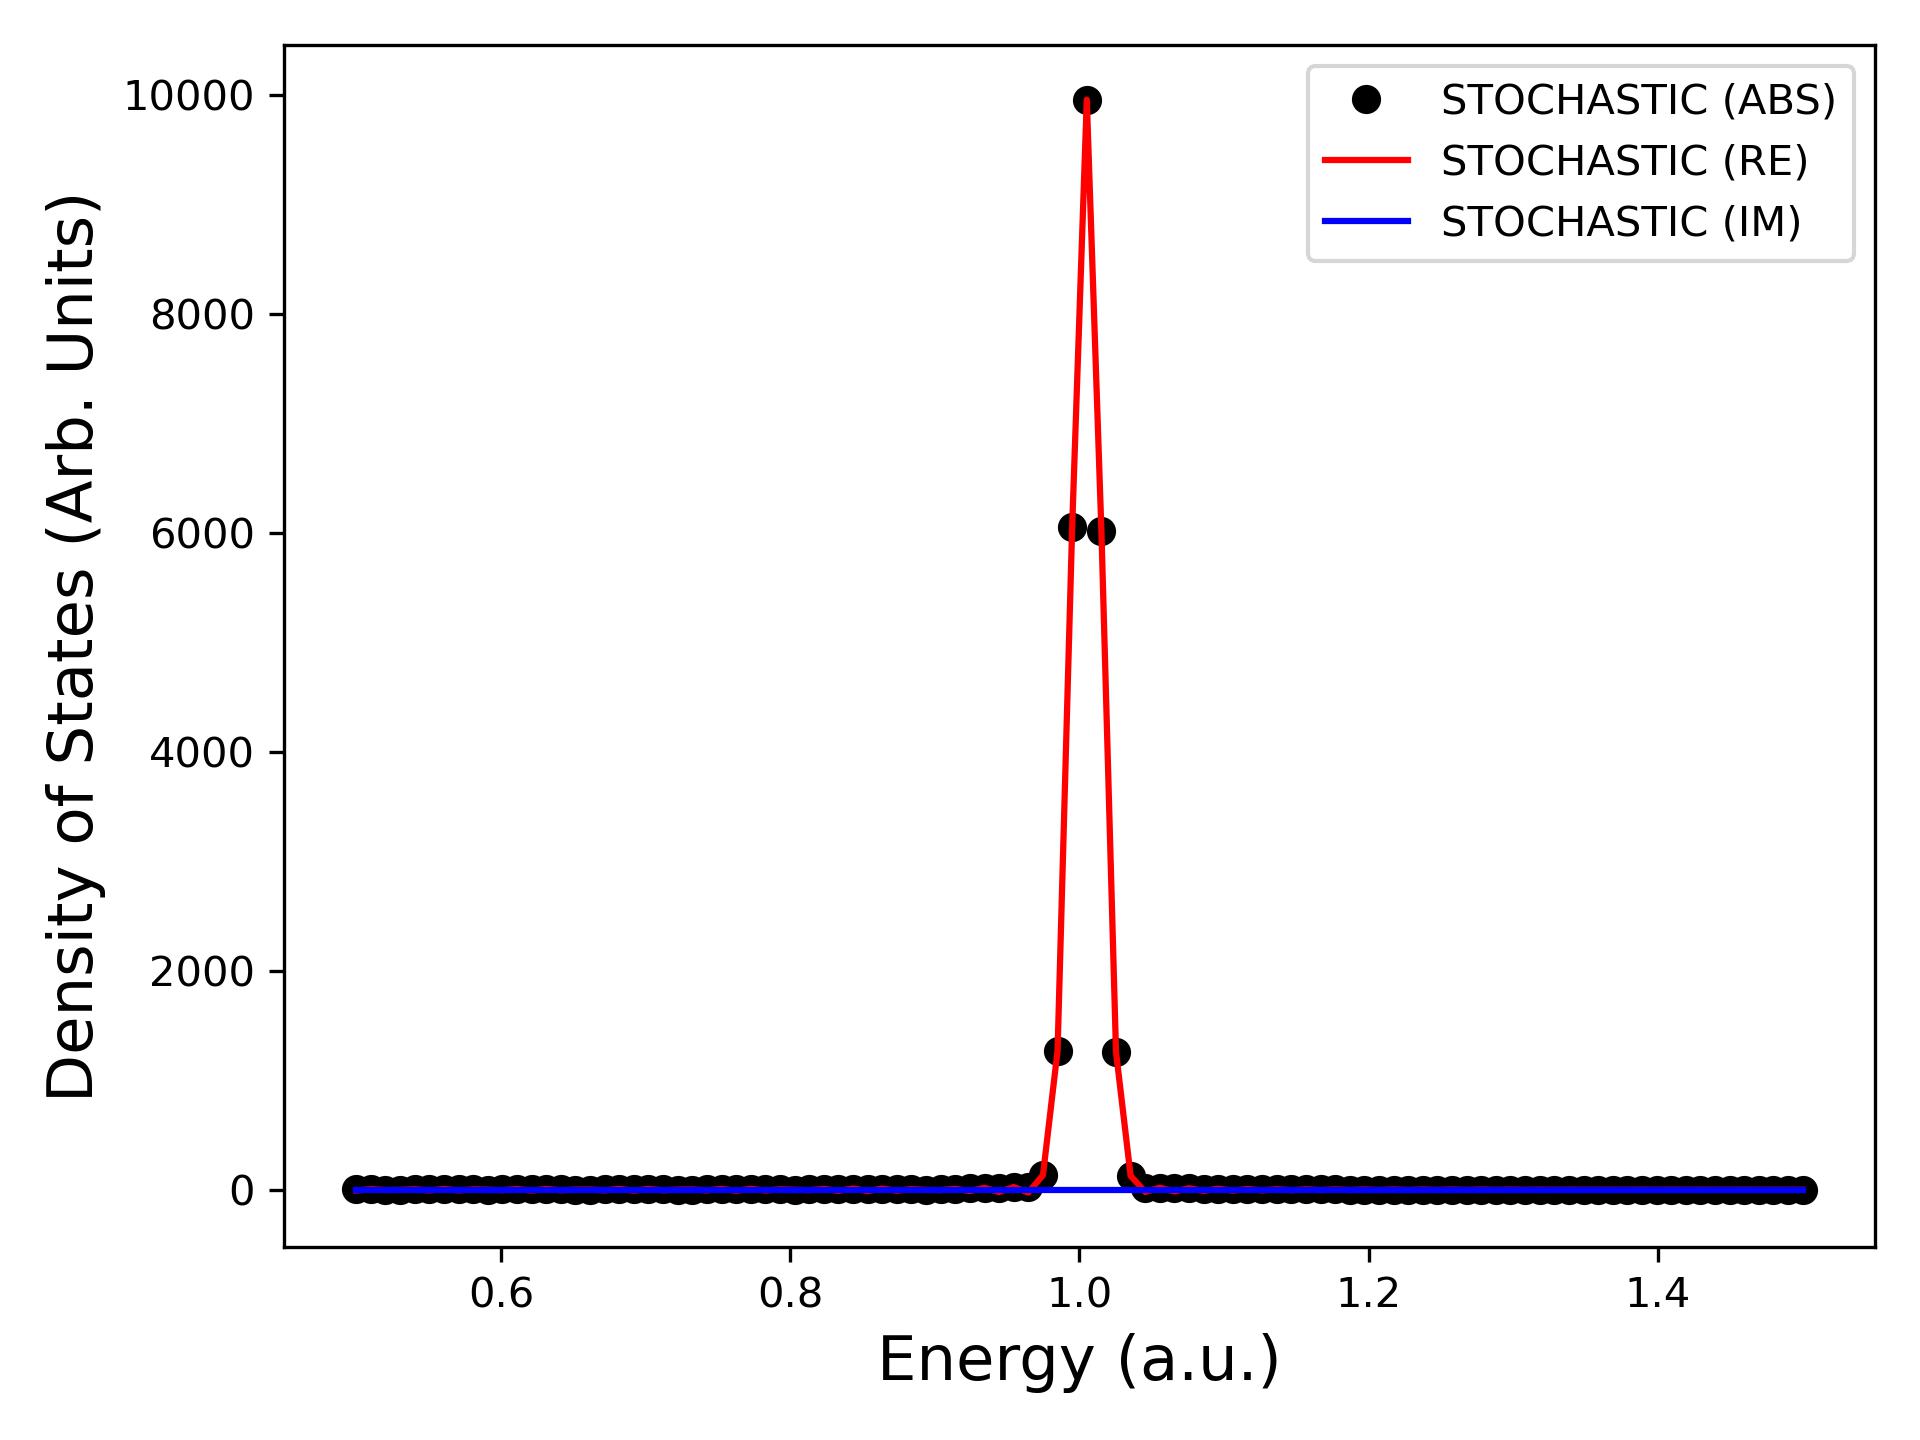 Density of States (Arb. Units)
10000
8000
6000
4000
2000
0
STOCHASTIC (ABS)
STOCHASTIC (RE)
STOCHASTIC (IM)
0.6 0.8 1.0 1.2 1.4
Energy (a.u.)